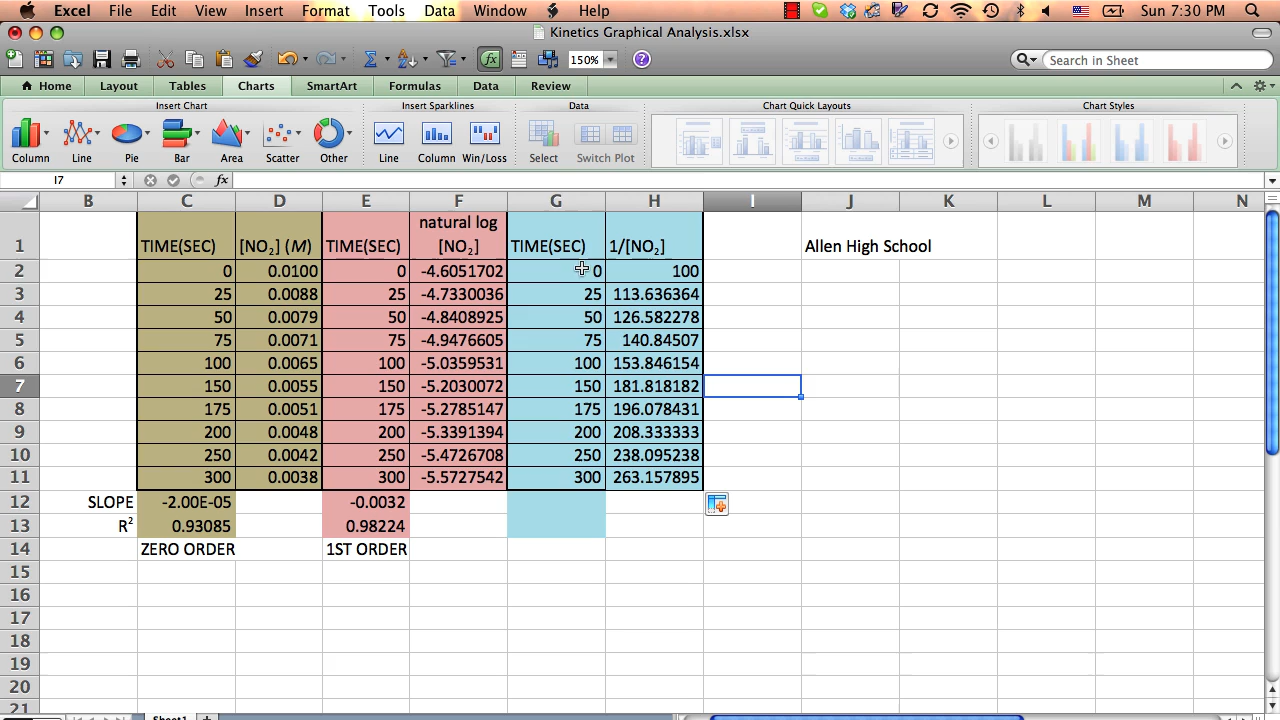 Excel File Edit View Insert Format Tools Data Window Help Sun 7:30 PM
Kinetics Graphical Analysis.xlsx
150% Search in Sheet
Home Layout Tables Charts SmartArt Formulas Data Review
Insert Chart Insert Sparklines Data Chart Quick Layouts Chart Styles
Column Line Pie Bar Area Scatter Other Line Column Win/Loss Select Switch Plot
I7 fx
B C D E F G H I J K L M N
1 TIME(SEC) [NO₂] (M) TIME(SEC) natural log [NO₂] TIME(SEC) 1/[NO₂] Allen High School
2 0 0.0100 0 -4.6051702 0 100
3 25 0.0088 25 -4.7330036 25 113.636364
4 50 0.0079 50 -4.8408925 50 126.582278
5 75 0.0071 75 -4.9476605 75 140.84507
6 100 0.0065 100 -5.0359531 100 153.846154
7 150 0.0055 150 -5.2030072 150 181.818182
8 175 0.0051 175 -5.2785147 175 196.078431
9 200 0.0048 200 -5.3391394 200 208.333333
10 250 0.0042 250 -5.4726708 250 238.095238
11 300 0.0038 300 -5.5727542 300 263.157895
12 SLOPE -2.00E-05 -0.0032
13 R² 0.93085 0.98224
14 ZERO ORDER 1ST ORDER
15
16
17
18
19
20
21
Sheet1